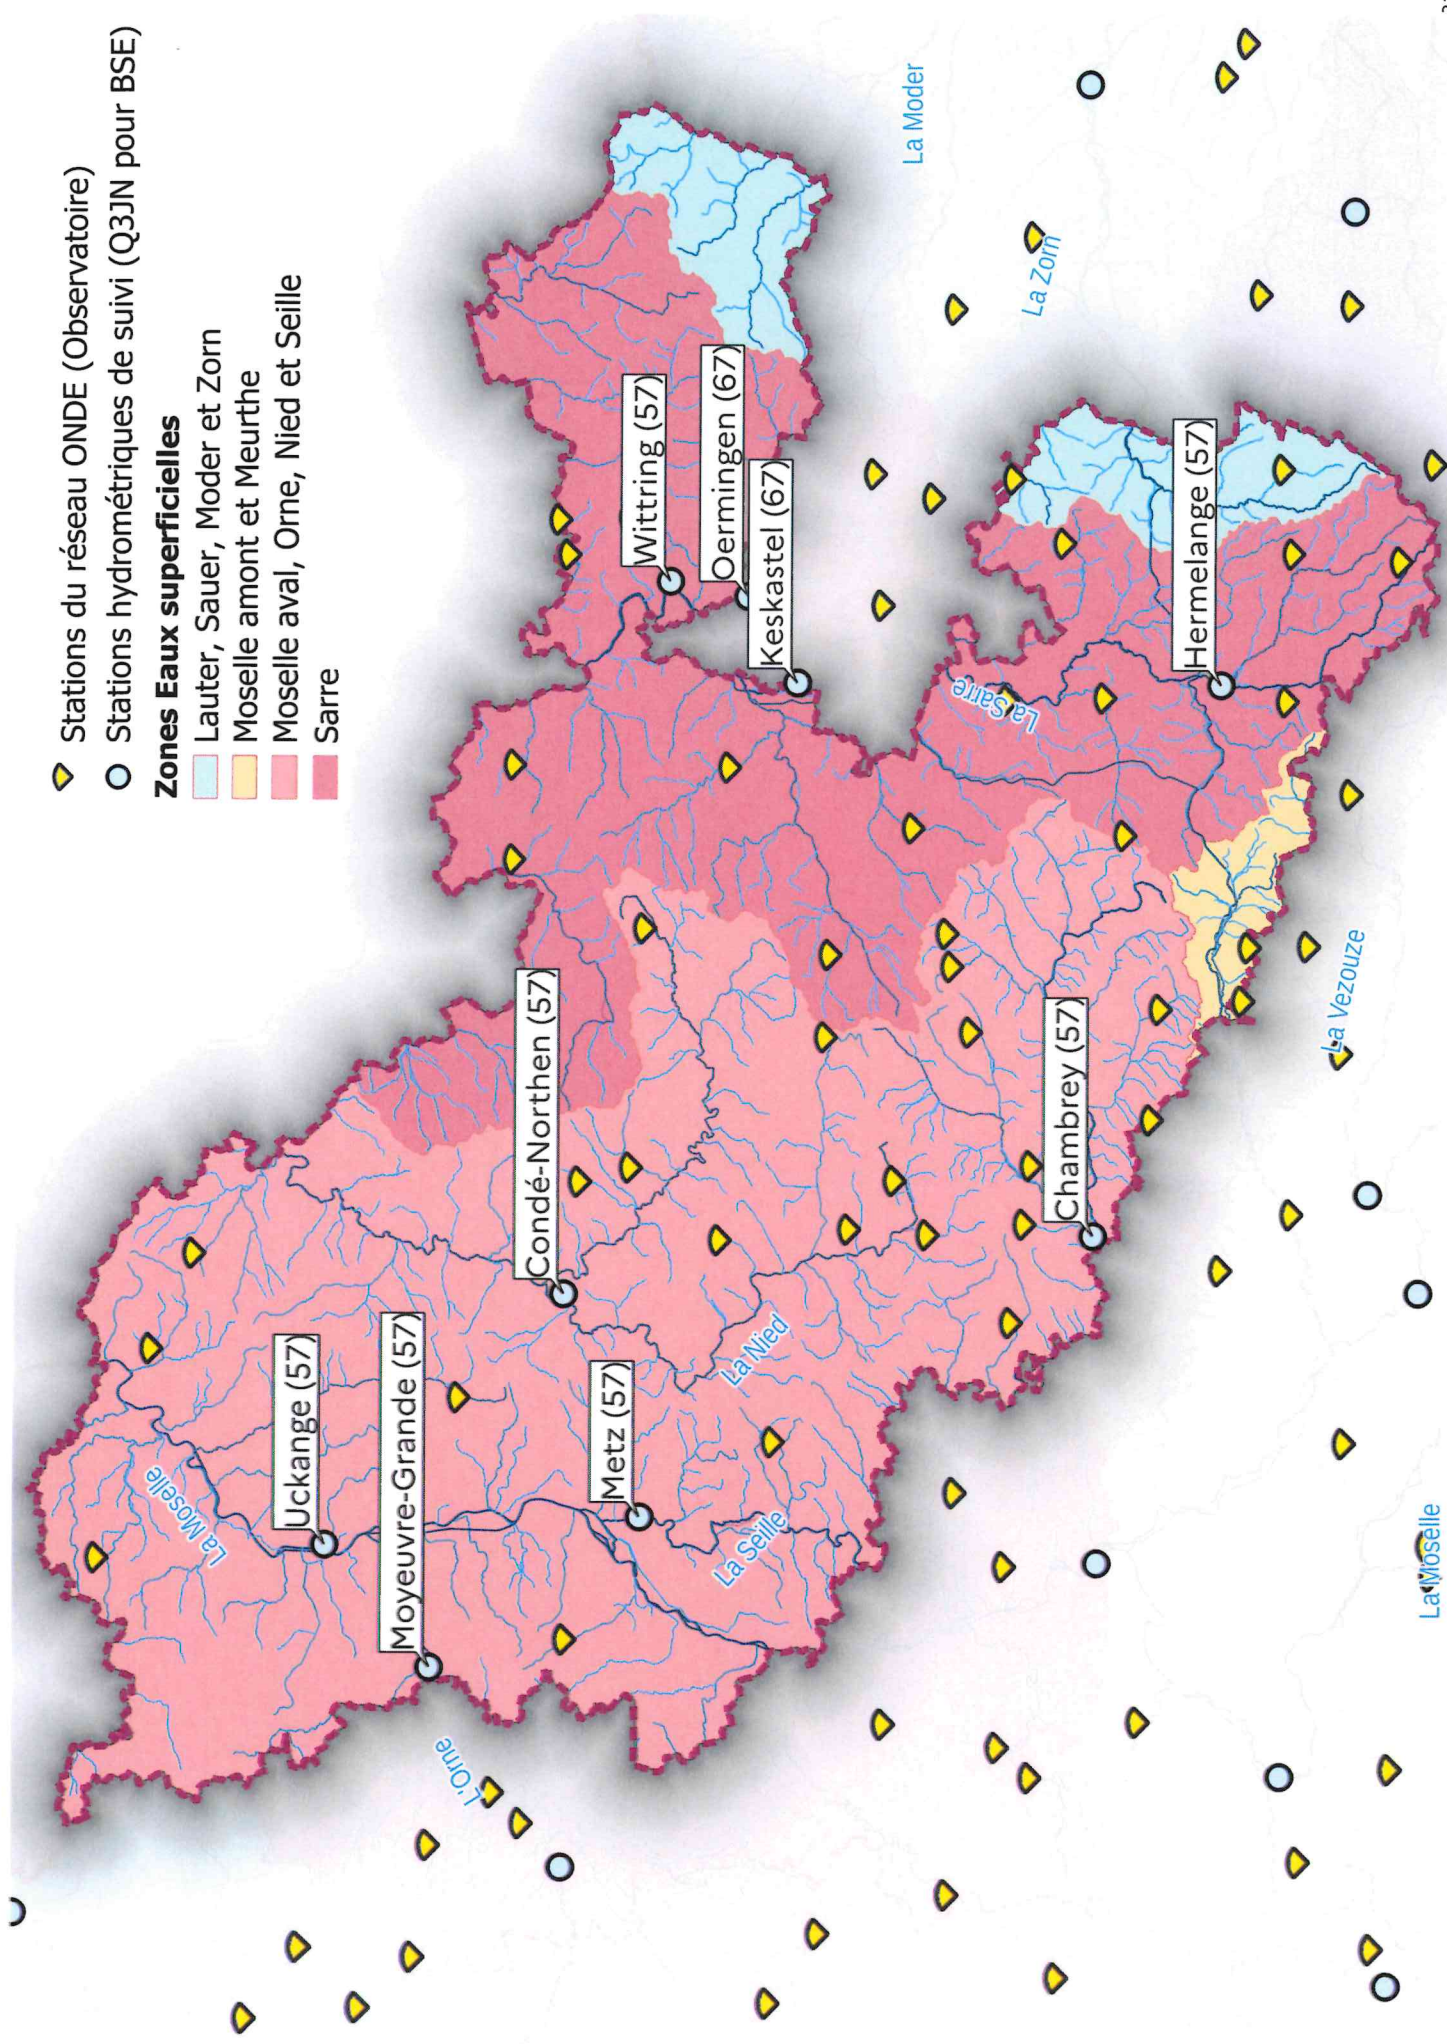 Stations du réseau ONDE (Observatoire)
Stations hydrométriques de suivi (Q3JN pour BSE)
Zones Eaux superficielles
Lauter, Sauer, Moder et Zorn
Moselle amont et Meurthe
Moselle aval, Orne, Nied et Seille
Sarre
L'Orne
La Moselle
Uckange (57)
Moyeuvre-Grande (57)
Metz (57)
La Seille
La Nied
Condé-Northen (57)
Chambrey (57)
Wittring (57)
Oermingen (67)
Keskastel (67)
La Sarre
Hermelange (57)
La Moder
La Zorn
La Vezouze
La Moselle